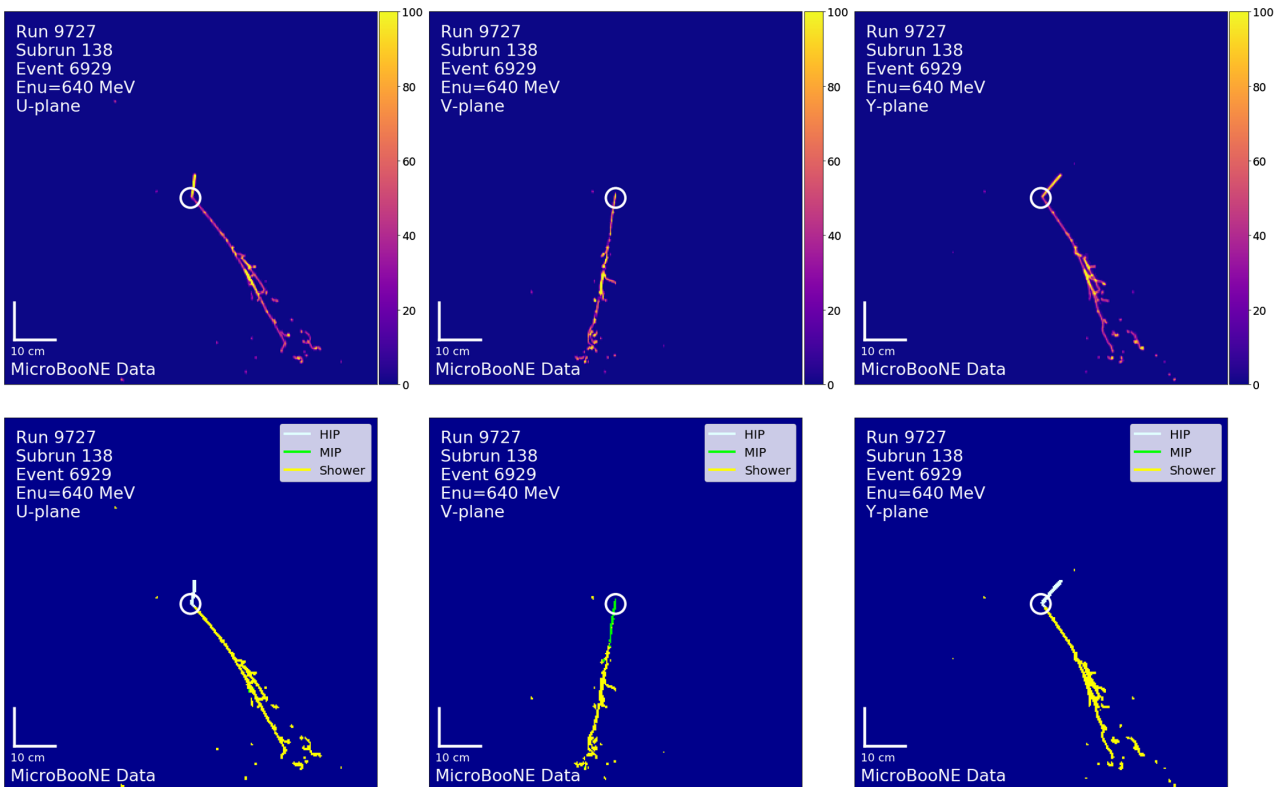 Run 9727
Subrun 138
Event 6929
Enu=640 MeV
U-plane
10 cm
MicroBooNE Data
100
80
60
40
20
0
Run 9727
Subrun 138
Event 6929
Enu=640 MeV
V-plane
10 cm
MicroBooNE Data
100
80
60
40
20
0
Run 9727
Subrun 138
Event 6929
Enu=640 MeV
Y-plane
10 cm
MicroBooNE Data
100
80
60
40
20
0
Run 9727
Subrun 138
Event 6929
Enu=640 MeV
U-plane
HIP
MIP
Shower
10 cm
MicroBooNE Data
Run 9727
Subrun 138
Event 6929
Enu=640 MeV
V-plane
HIP
MIP
Shower
10 cm
MicroBooNE Data
Run 9727
Subrun 138
Event 6929
Enu=640 MeV
Y-plane
HIP
MIP
Shower
10 cm
MicroBooNE Data